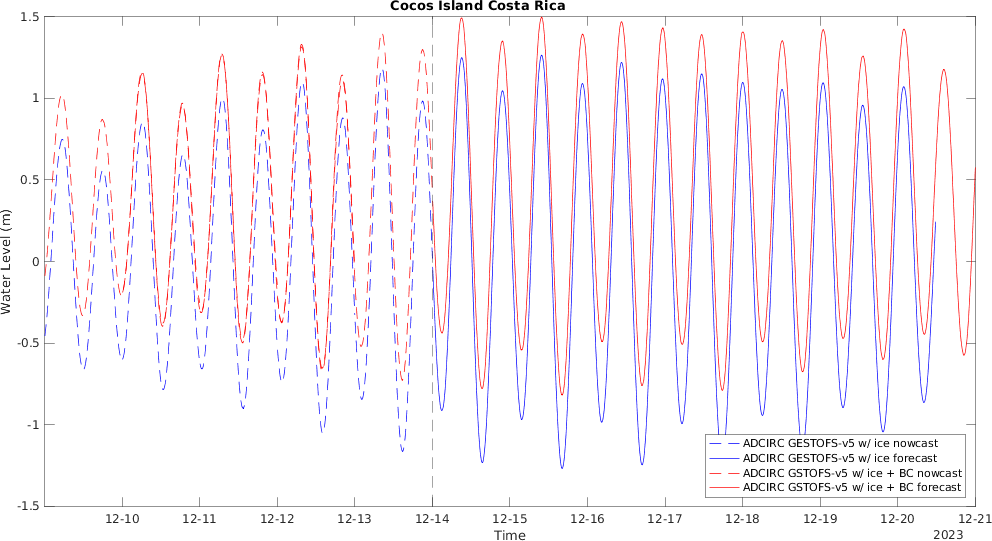 Cocos Island Costa Rica
1.5
1
0.5
0
-0.5
-1
-1.5
Water Level (m)
ADCIRC GESTOFS-v5 w/ ice nowcast
ADCIRC GESTOFS-v5 w/ ice forecast
ADCIRC GSTOFS-v5 w/ ice + BC nowcast
ADCIRC GSTOFS-v5 w/ ice + BC forecast
12-10 12-11 12-12 12-13 12-14 12-15 12-16 12-17 12-18 12-19 12-20 12-21
Time
2023